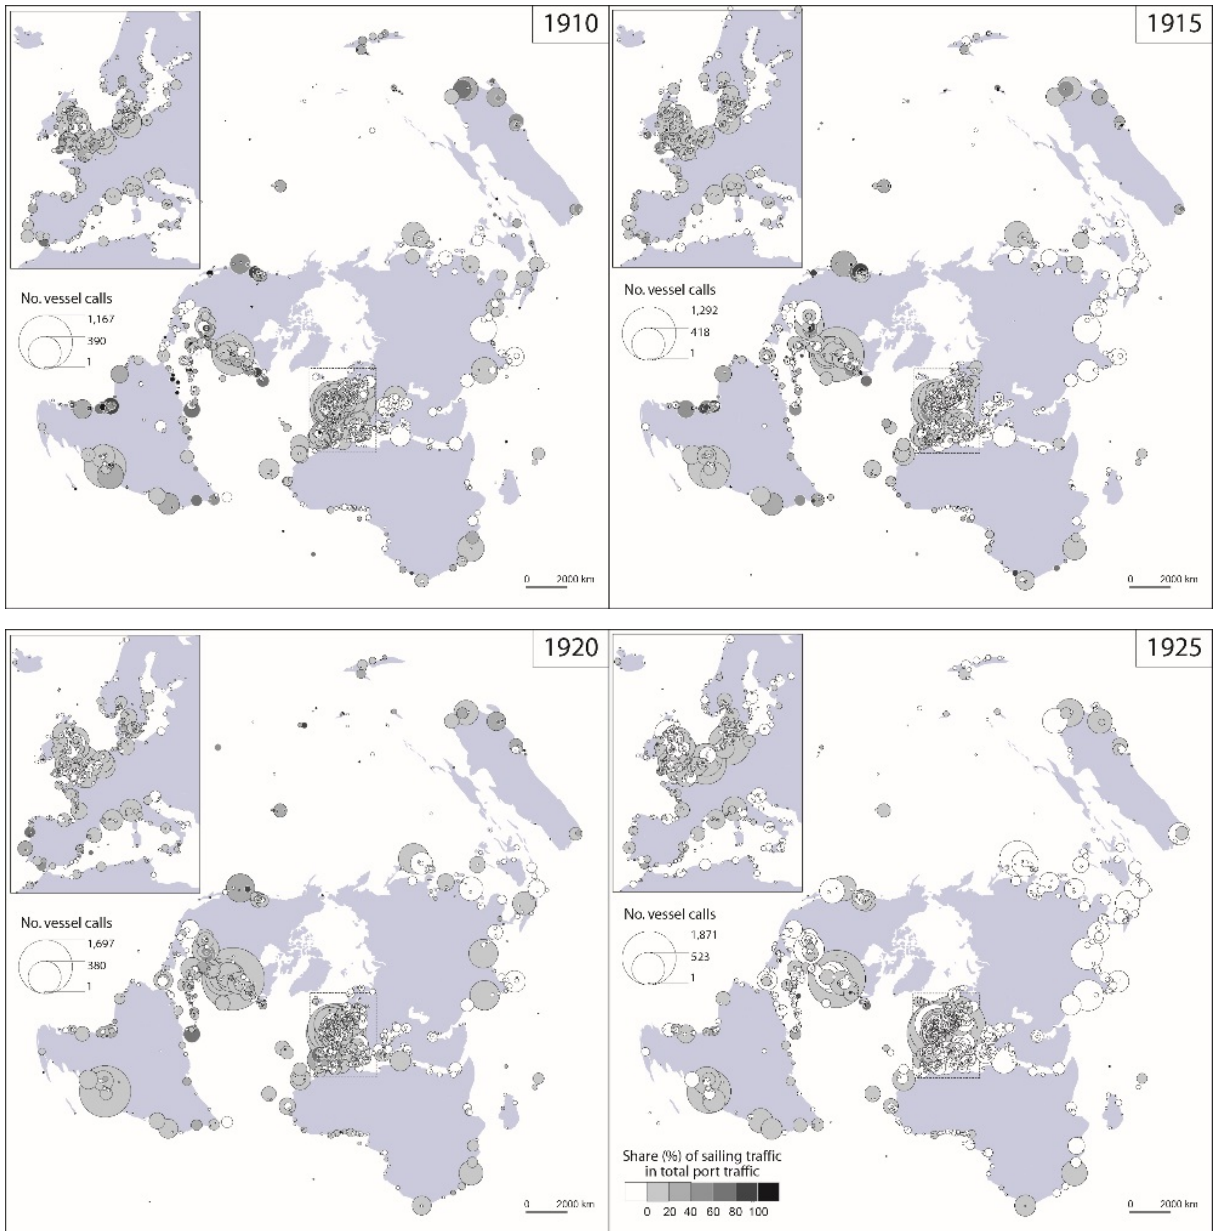 1910
No. vessel calls
1,167
390
1
0 2000 km
1915
No. vessel calls
1,292
418
1
0 2000 km
1920
No. vessel calls
1,697
380
1
0 2000 km
1925
No. vessel calls
1,871
523
1
Share (%) of sailing traffic
in total port traffic
0 20 40 60 80 100
0 2000 km